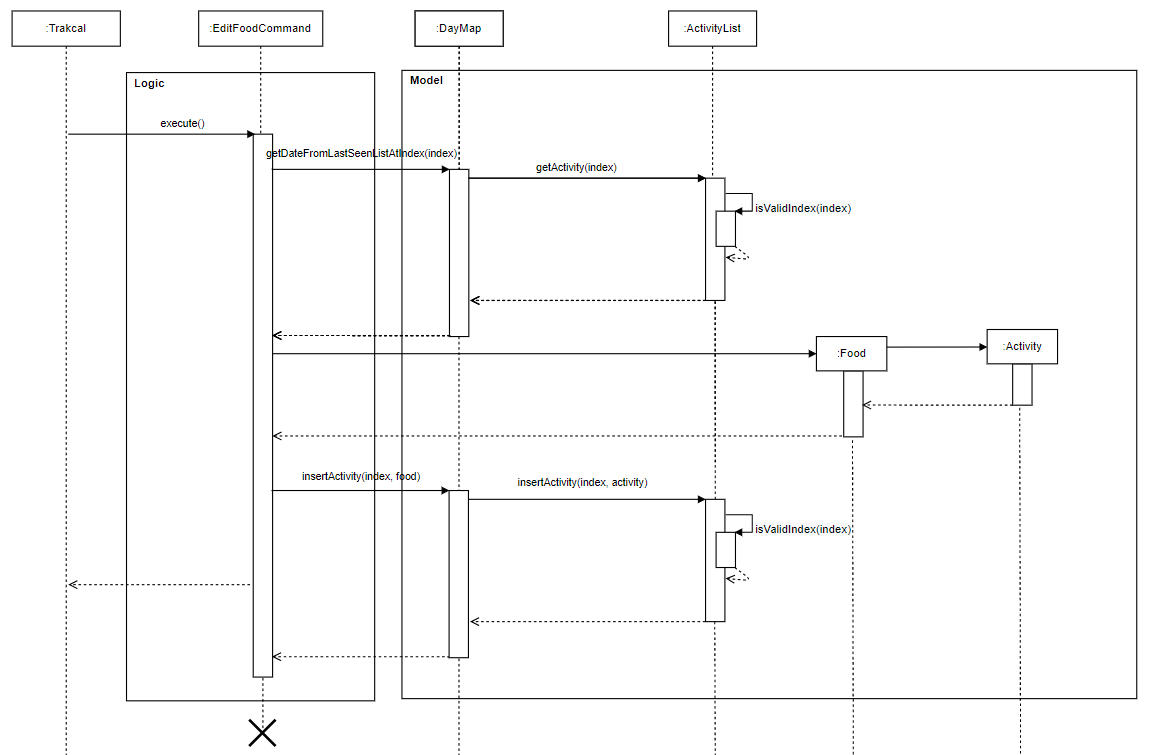 :Trakcal
:EditFoodCommand
:DayMap
:ActivityList
Logic
Model
execute()
getDateFromLastSeenListAtIndex(index)
getActivity(index)
isValidIndex(index)
:Food
:Activity
insertActivity(index, food)
insertActivity(index, activity)
isValidIndex(index)